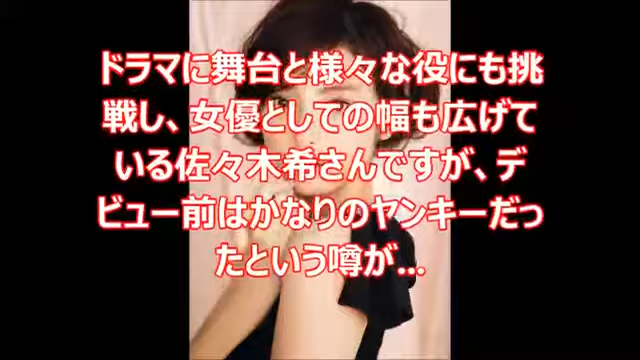 ドラマに舞台と様々な役にも挑
戦し、女優としての幅も広げて
いる佐々木希さんですが、デ
ビュー前はかなりのヤンキーだっ
たという噂が...